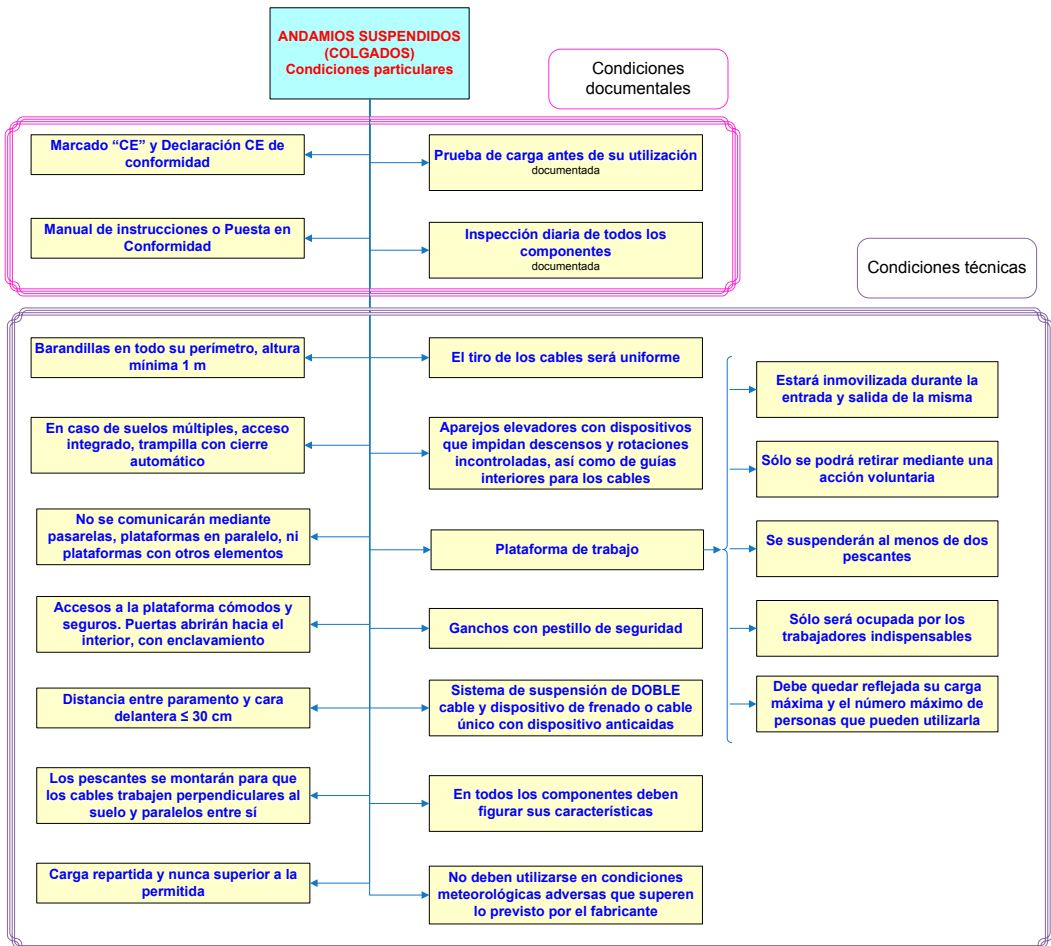 ANDAMIOS SUSPENDIDOS
(COLGADOS)
Condiciones particulares
Condiciones
documentales
Marcado “CE” y Declaración CE de
conformidad
Prueba de carga antes de su utilización
documentada
Manual de instrucciones o Puesta en
Conformidad
Inspección diaria de todos los
componentes
documentada
Condiciones técnicas
Barandillas en todo su perímetro, altura
mínima 1 m
El tiro de los cables será uniforme
En caso de suelos múltiples, acceso
integrado, trampilla con cierre
automático
Aparejos elevadores con dispositivos
que impidan descensos y rotaciones
incontroladas, así como de guías
interiores para los cables
No se comunicarán mediante
pasarelas, plataformas en paralelo, ni
plataformas con otros elementos
Plataforma de trabajo
Estará inmovilizada durante la
entrada y salida de la misma
Sólo se podrá retirar mediante una
acción voluntaria
Se suspenderán al menos de dos
pescantes
Sólo será ocupada por los
trabajadores indispensables
Debe quedar reflejada su carga
máxima y el número máximo de
personas que pueden utilizarla
Accesos a la plataforma cómodos y
seguros. Puertas abrirán hacia el
interior, con enclavamiento
Ganchos con pestillo de seguridad
Distancia entre paramento y cara
delantera ≤ 30 cm
Sistema de suspensión de DOBLE
cable y dispositivo de frenado o cable
único con dispositivo anticaidas
Los pescantes se montarán para que
los cables trabajen perpendiculares al
suelo y paralelos entre sí
En todos los componentes deben
figurar sus características
Carga repartida y nunca superior a la
permitida
No deben utilizarse en condiciones
meteorológicas adversas que superen
lo previsto por el fabricante